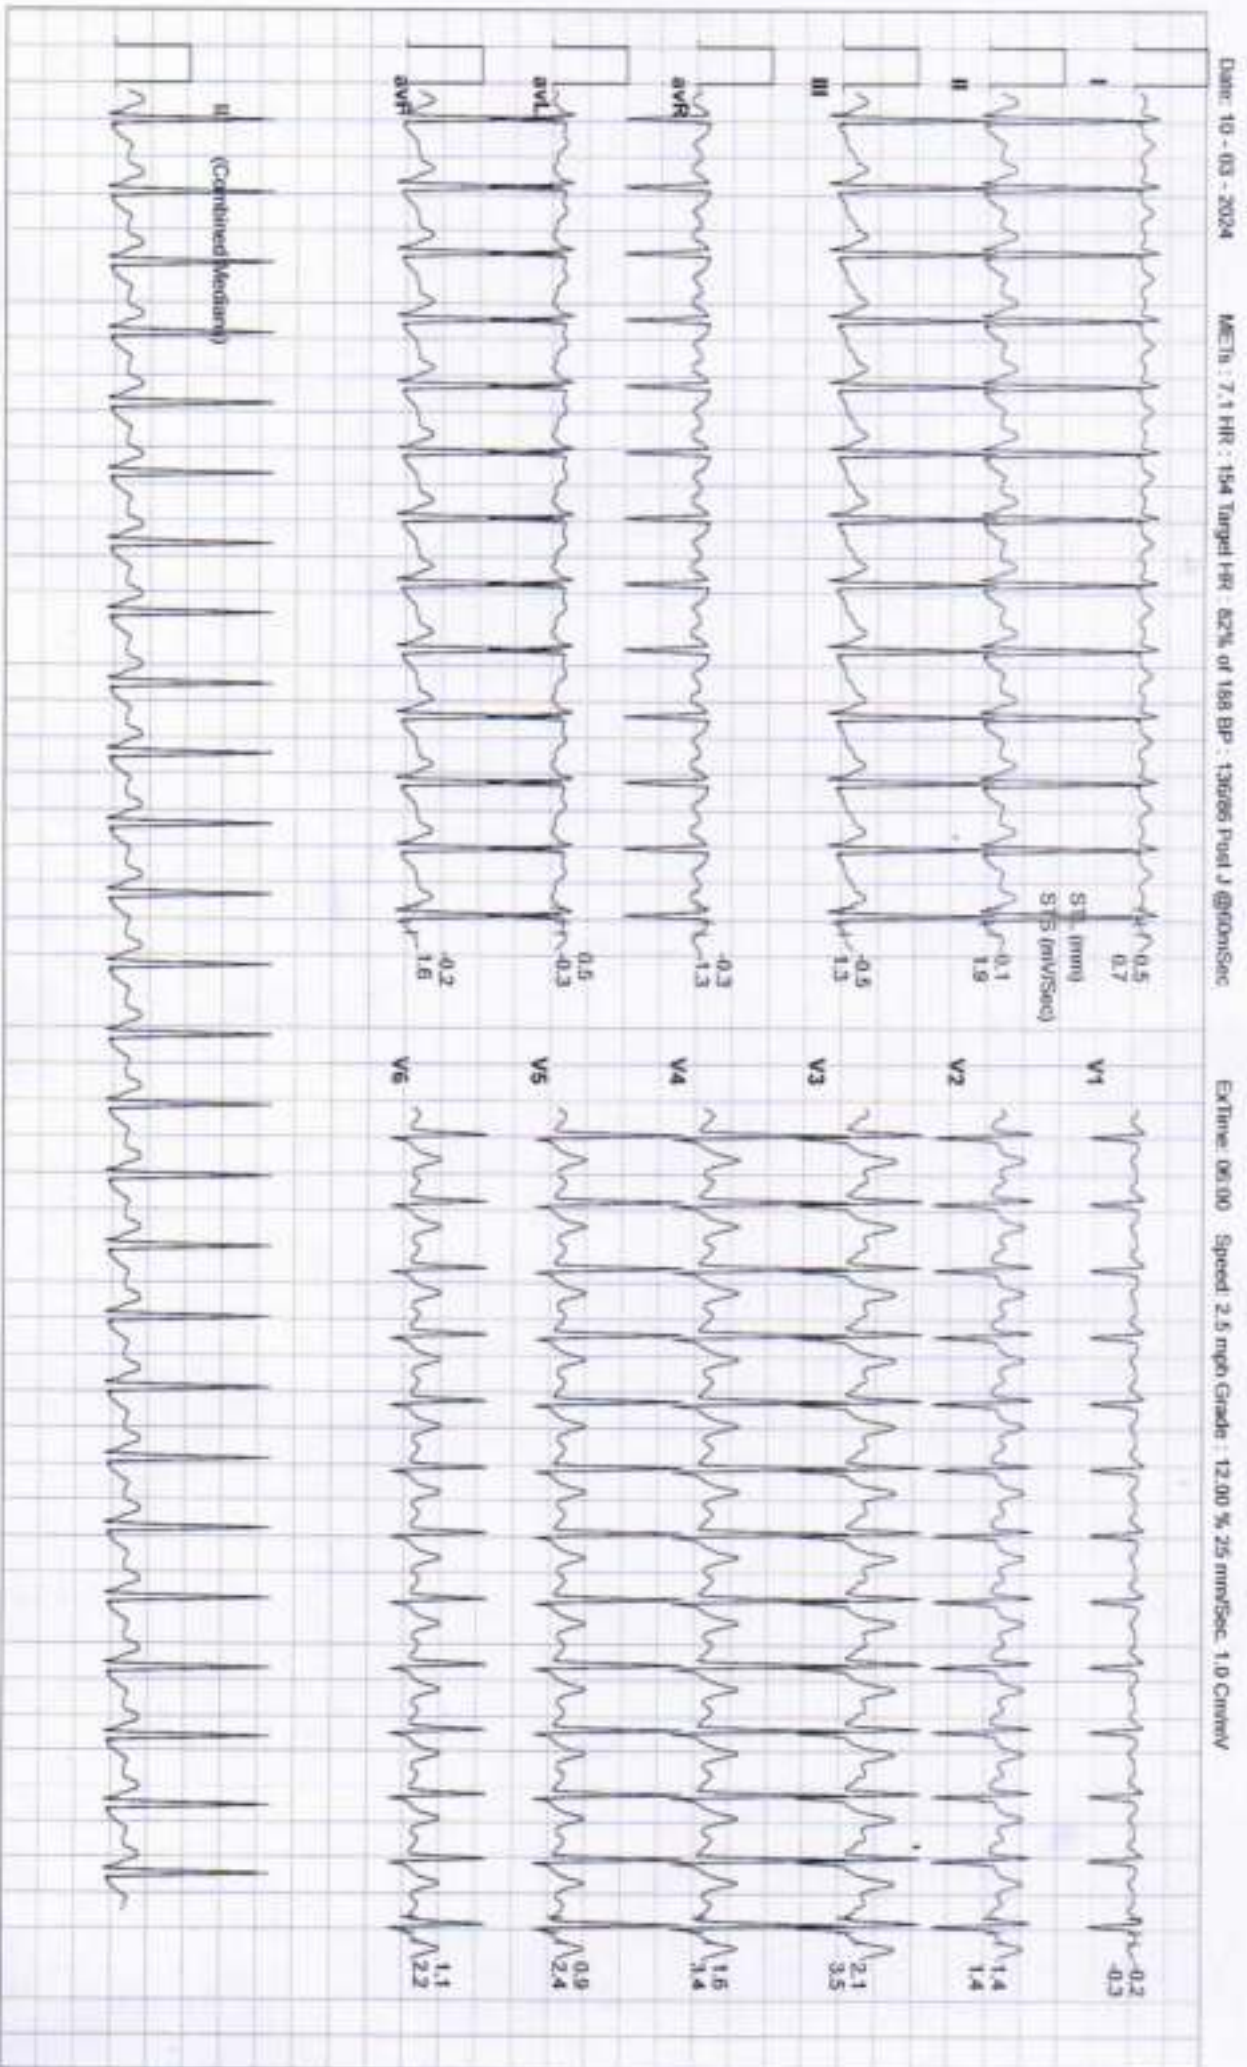 Date: 10 - 03 - 2024 METs : 7.1 HR : 154 Target HR : 82% of 188 BP : 136/86 Post J @60mSec ExTime: 06:00 Speed: 2.5 mph Grade : 12.00 % 25 mm/Sec. 1.0 Cm/mV
I
0.5
0.7
STL (mm)
STS (mV/Sec)
II
-0.1
1.9
III
-0.5
1.3
avR
-0.3
-1.3
avL
0.5
-0.3
avF
-0.2
1.6
V1
-0.2
-0.3
V2
1.4
1.4
V3
2.1
3.5
V4
1.6
3.4
V5
0.9
2.4
V6
1.1
2.2
II (Combined Medians)